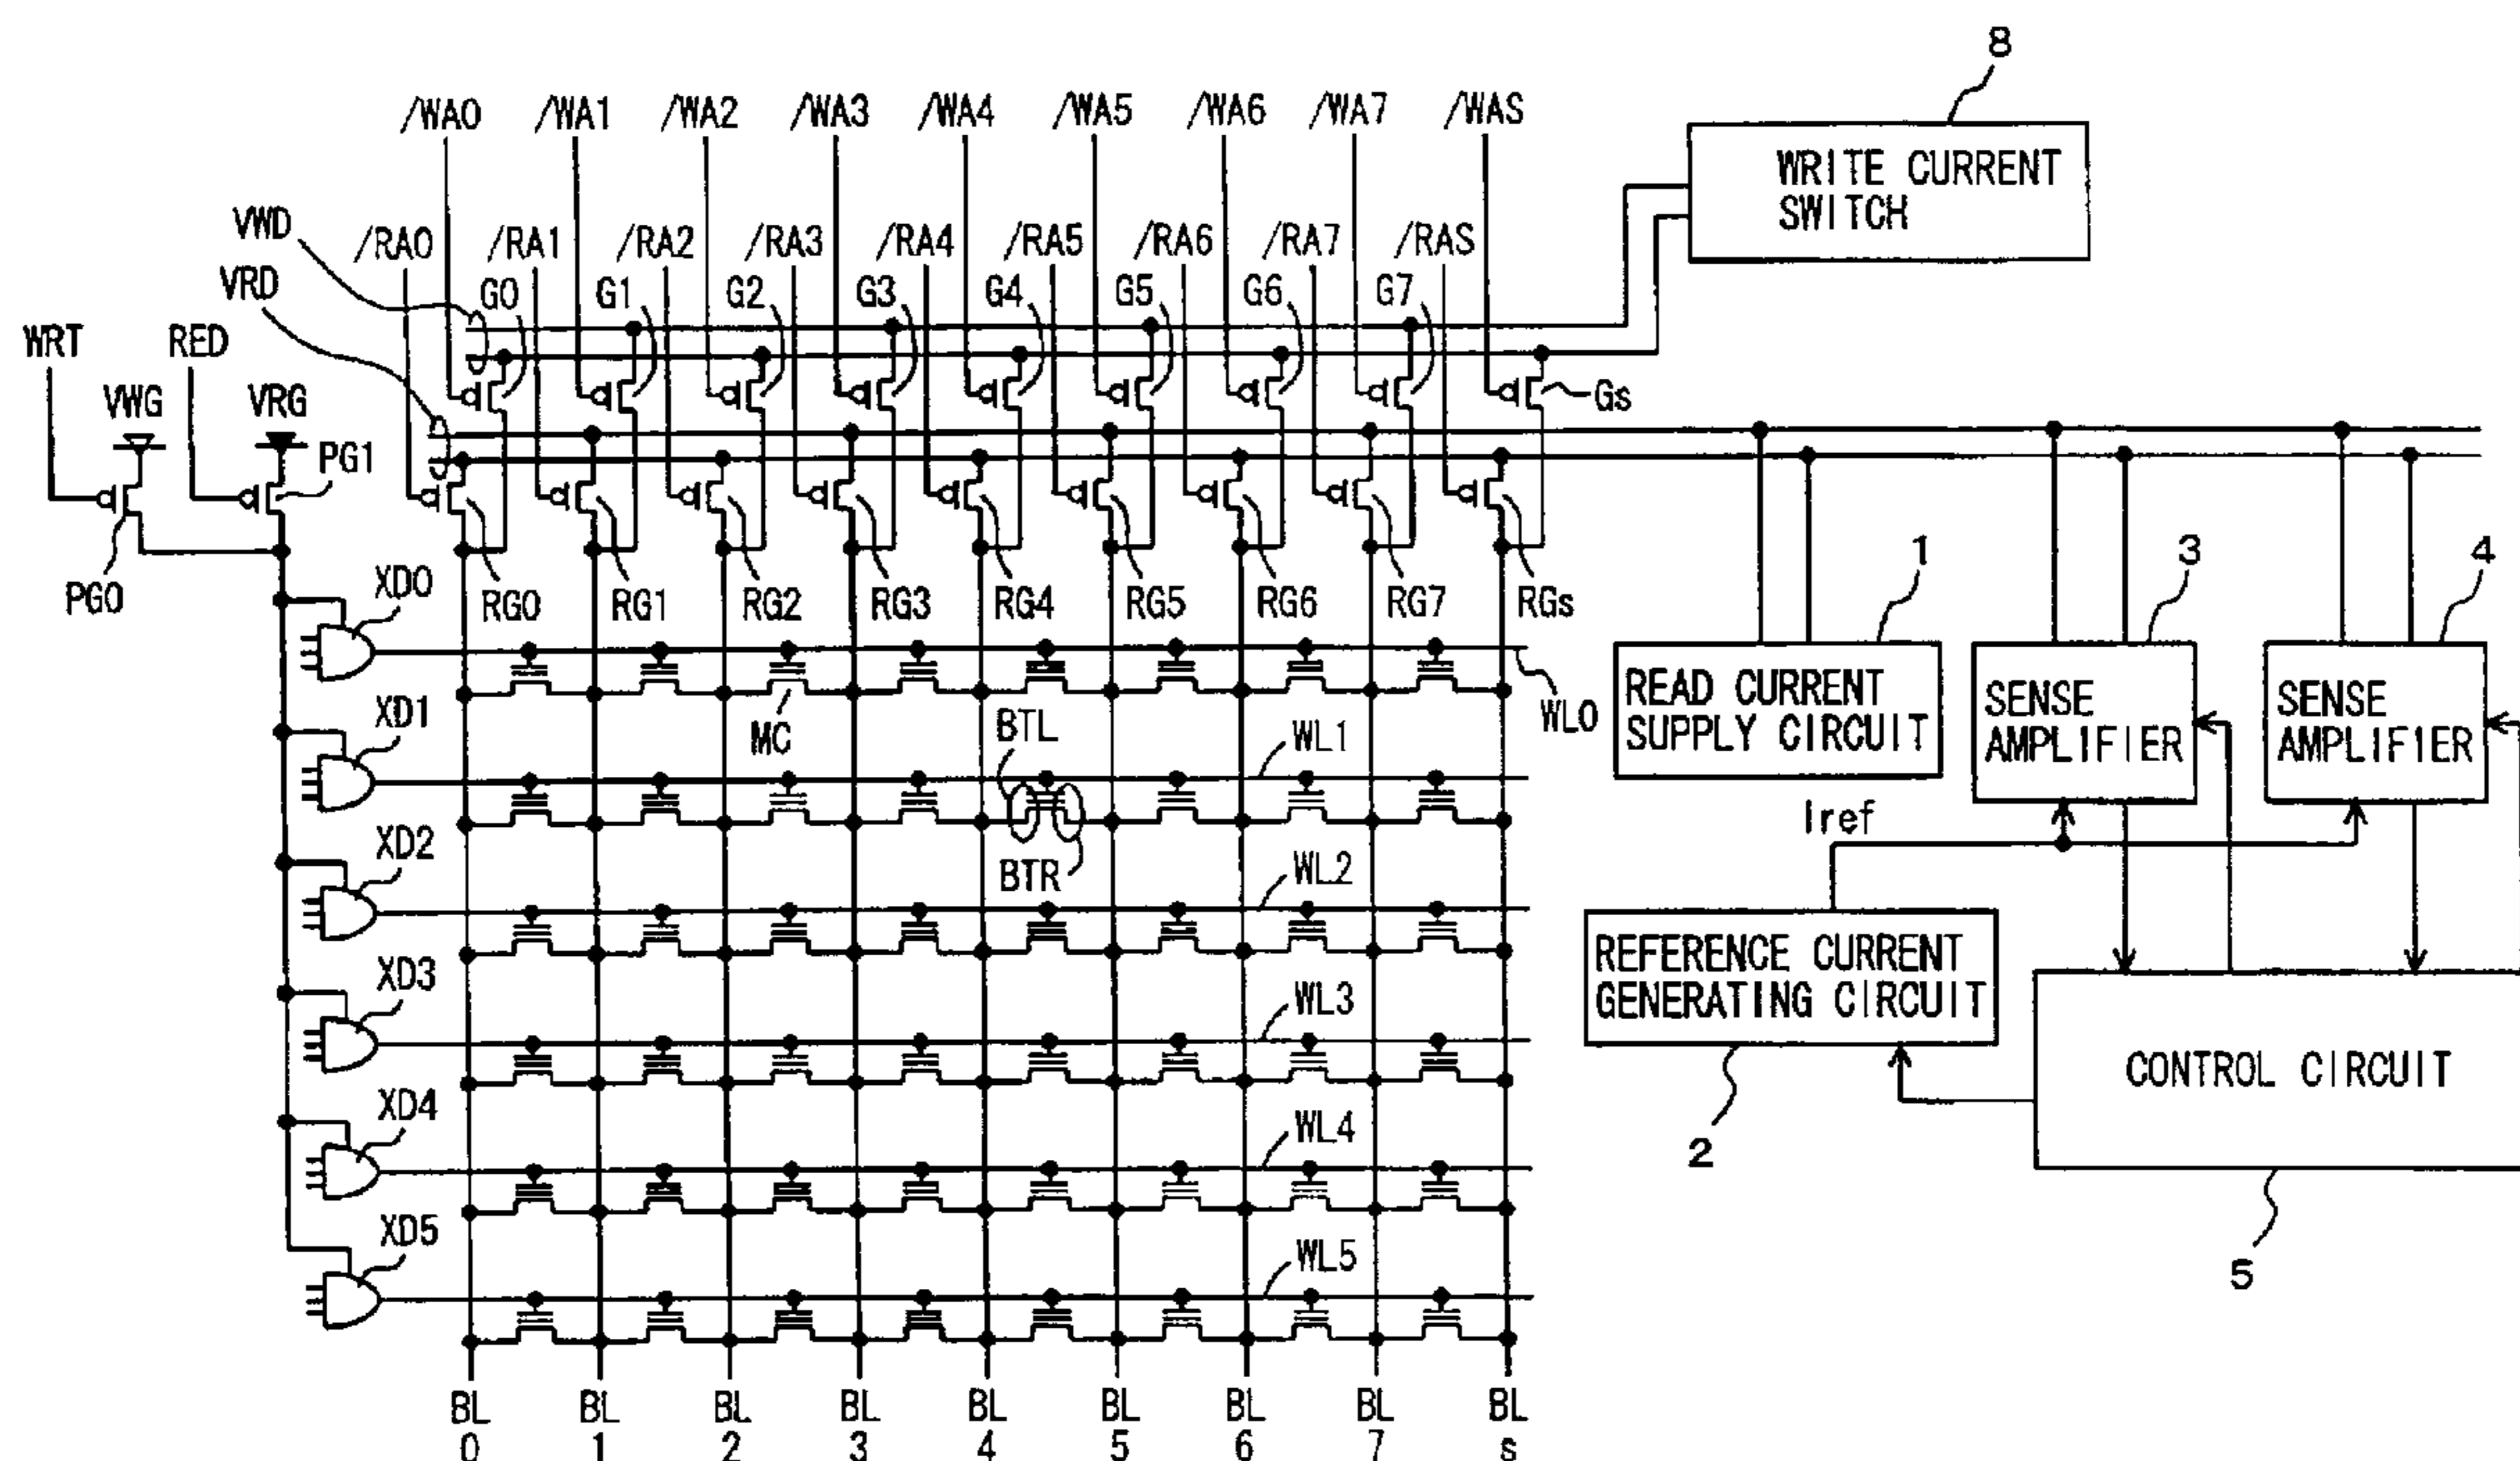 8
/WA0 /WA1 /WA2 /WA3 /WA4 /WA5 /WA6 /WA7 /WAS
WRITE CURRENT
SWITCH
VWD
/RA0 /RA1 /RA2 /RA3 /RA4 /RA5 /RA6 /RA7 /RAS
VRD
G0 G1 G2 G3 G4 G5 G6 G7
WRT RED
VWG VRG
Gs
PG1
PG0
XD0
RG0 RG1 RG2 RG3 RG4 RG5 RG6 RG7 RGs
1 3 4
READ CURRENT
SUPPLY CIRCUIT
SENSE
AMPLIFIER
SENSE
AMPLIFIER
WL0
XD1
MC
BTL
WL1
Iref
XD2
BTR
WL2
REFERENCE CURRENT
GENERATING CIRCUIT
XD3
WL3
CONTROL CIRCUIT
XD4
WL4
2
XD5
WL5
5
BL BL BL BL BL BL BL BL BL
0 1 2 3 4 5 6 7 s